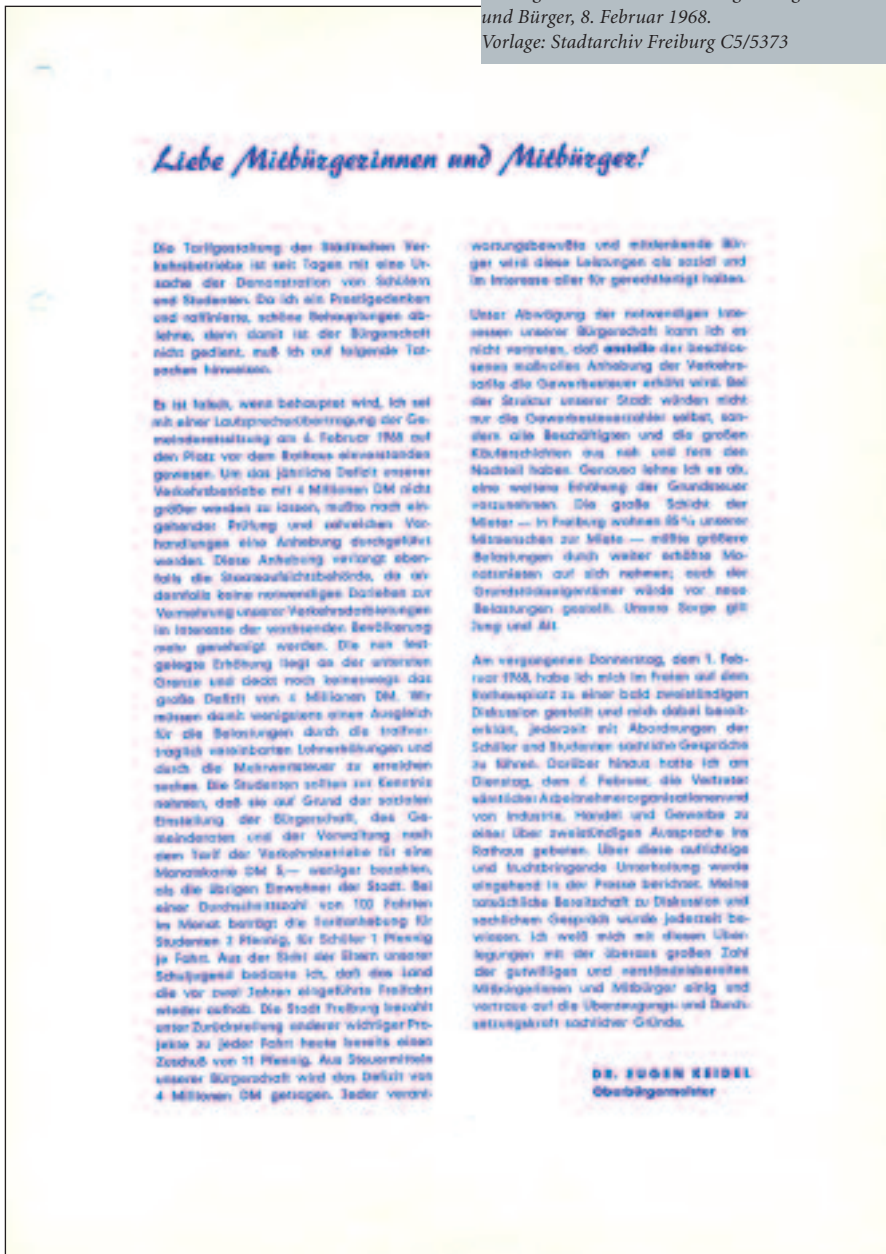 und Bürger, 8. Februar 1968.
Vorlage: Stadtarchiv Freiburg C5/5373
Liebe Mitbürgerinnen und Mitbürger!
Die Tarifgestaltung der Städtischen Ver-
kehrsbetriebe ist seit Tagen mit eine Ur-
sache der Demonstration von Schülern
und Studenten. Da ich ein Prestigedenken
und raffinierte, schöne Behauptungen ab-
lehne, denn damit ist der Bürgerschaft
nicht gedient, muß ich auf folgende Tat-
sachen hinweisen.
Es ist falsch, wenn behauptet wird, ich sei
mit einer Lautsprecherübertragung der Ge-
meinderatssitzung am 6. Februar 1968 auf
den Platz vor dem Rathaus einverstanden
gewesen. Um das jährliche Defizit unserer
Verkehrsbetriebe mit 4 Millionen DM nicht
größer werden zu lassen, mußte nach ein-
gehender Prüfung und zahlreichen Ver-
handlungen eine Anhebung durchgeführt
werden. Diese Anhebung verlangt eben-
falls die Staatsaufsichtsbehörde, da an-
dernfalls keine notwendigen Darlehen zur
Vermehrung unserer
im Interesse der wachsenden Bevölkerung
mehr genehmigt werden. Die nun fest-
gelegte Erhöhung liegt an der untersten
Grenze und deckt noch keineswegs das
große Defizit von 4 Millionen DM. Wir
müssen damit wenigstens einen Ausgleich
für die Belastungen durch die tarifver-
traglich vereinbarten Lohnerhöhungen und
durch die Mehrwertsteuer zu erreichen
suchen. Die Studenten sollten zur Kenntnis
nehmen, daß sie auf Grund der sozialen
Einstellung der Bürgerschaft, des Ge-
meinderates und der Verwaltung nach
dem Tarif der Verkehrsbetriebe für eine
Monatskarte DM 5,— weniger bezahlen,
als die übrigen Einwohner der Stadt. Bei
einer Durchschnittszahl von 100 Fahrten
im Monat beträgt die Tarifanhebung für
Studenten 2 Pfennig, für Schüler 1 Pfennig
je Fahrt. Aus der Sicht der Eltern unserer
Schuljugend bedaure ich, daß das Land
die vor zwei Jahren eingeführte Freifahrt
wieder aufhob. Die Stadt Freiburg bezahlt
unter Zurückstellung anderer wichtiger Pro-
jekte zu jeder Fahrt heute bereits einen
Zuschuß von 11 Pfennig. Aus Steuermitteln
unserer Bürgerschaft wird das Defizit von
4 Millionen DM getragen. Jeder verant-
wortungsbewußte und mitdenkende Bür-
ger wird diese Leistungen als sozial und
im Interesse aller für gerechtfertigt halten.
Unter Abwägung der notwendigen Inte-
ressen unserer Bürgerschaft kann ich es
nicht vertreten, daß anstelle der beschlos-
senen maßvollen Anhebung der Verkehrs-
tarife die Gewerbesteuer erhöht wird. Bei
der Struktur unserer Stadt würden nicht
nur die Gewerbesteuerzahler selbst, son-
dern alle Beschäftigten und die großen
Käuferschichten aus nah und fern den
Nachteil haben. Genauso lehne ich es ab,
eine weitere Erhöhung der Grundsteuer
vorzunehmen. Die große Schicht der
Mieter — in Freiburg wohnen 85 % unserer
Mitmenschen zur Miete — müßte größere
Belastungen durch weiter erhöhte Mo-
natsmieten auf sich nehmen; auch der
Grundstückseigentümer würde vor neue
Belastungen gestellt. Unsere Sorge gilt
Jung und Alt.
Am vergangenen Donnerstag, dem 1. Feb-
ruar 1968, habe ich mich im Freien auf dem
Rathausplatz zu einer bald zweistündigen
Diskussion gestellt und mich dabei bereit-
erklärt, jederzeit mit Abordnungen der
Schüler und Studenten sachliche Gespräche
zu führen. Darüber hinaus hatte ich am
Dienstag, dem 6. Februar, die Vertreter
sämtlicher Arbeitnehmerorganisationen und
von Industrie, Handel und Gewerbe zu
einer über zweistündigen Aussprache ins
Rathaus gebeten. Über diese aufrichtige
und fruchtbringende Unterhaltung wurde
eingehend in der Presse berichtet. Meine
tatsächliche Bereitschaft zu Diskussion und
sachlichem Gespräch wurde jederzeit be-
wiesen. Ich weiß mich mit diesen Über-
legungen mit der überaus großen Zahl
der gutwilligen und verständnisbereiten
Mitbürgerinnen und Mitbürger einig und
vertraue auf die Überzeugungs- und Durch-
setzungskraft sachlicher Gründe.
DR. EUGEN KEIDEL
Oberbürgermeister